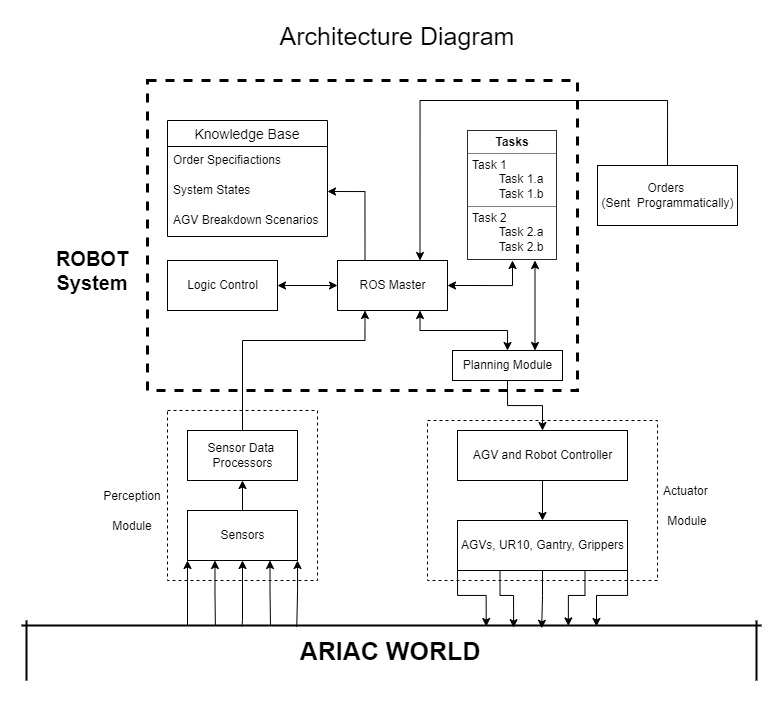 Architecture Diagram
Knowledge Base
Order Specifiactions
System States
AGV Breakdown Scenarios
Tasks
Task 1
Task 1.a
Task 1.b
Task 2
Task 2.a
Task 2.b
Orders
(Sent Programmatically)
ROBOT
System
Logic Control
ROS Master
Planning Module
Sensor Data
Processors
AGV and Robot Controller
Perception
Module
Actuator
Module
Sensors
AGVs, UR10, Gantry, Grippers
ARIAC WORLD